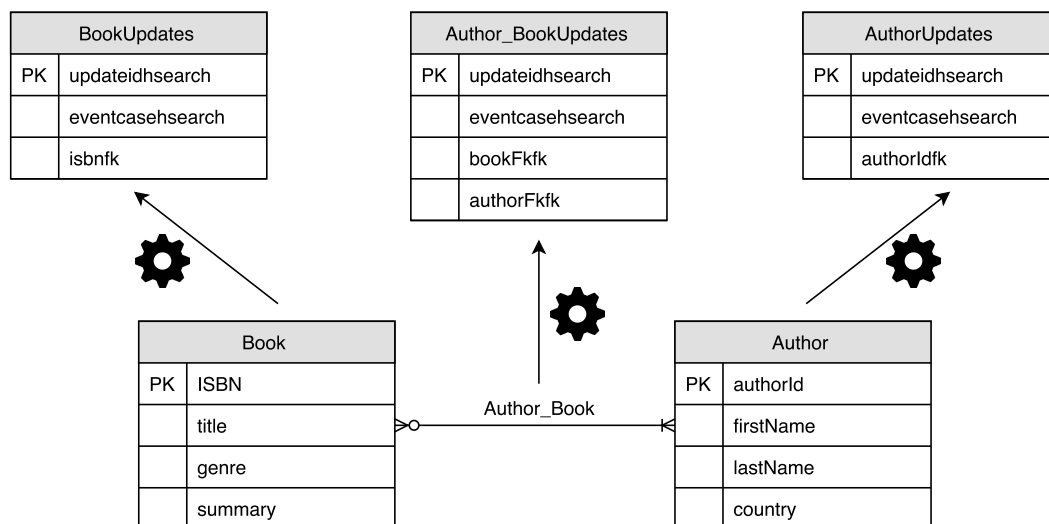 BookUpdates
PK updateidhsearch
eventcasehsearch
isbnfk
Author_BookUpdates
PK updateidhsearch
eventcasehsearch
bookFkfk
authorFkfk
AuthorUpdates
PK updateidhsearch
eventcasehsearch
authorIdfk
Book
PK ISBN
title
genre
summary
Author_Book
Author
PK authorId
firstName
lastName
country